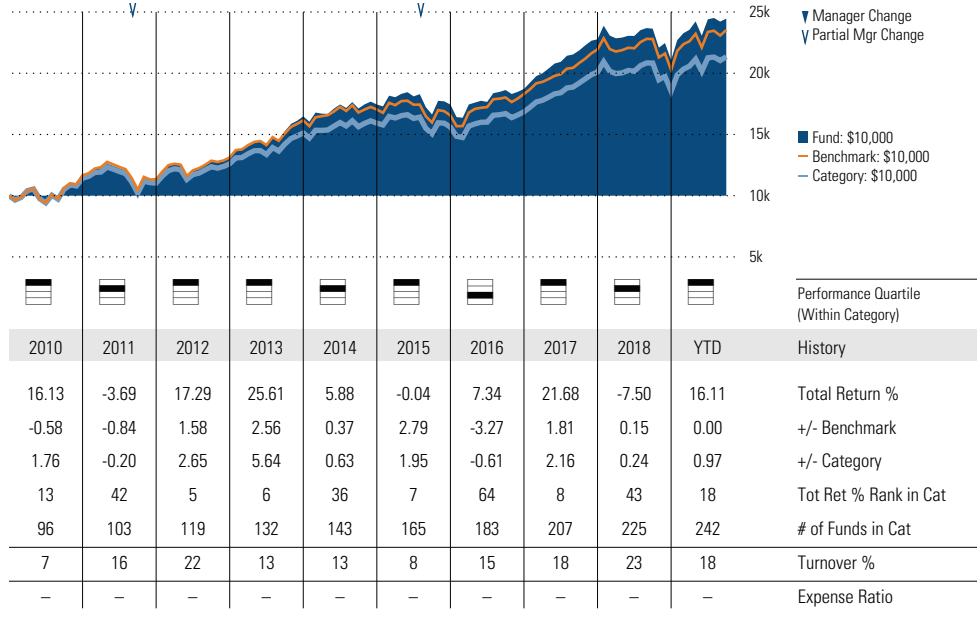 25k
Manager Change
Partial Mgr Change
20k
15k
Fund: $10,000
Benchmark: $10,000
Category: $10,000
10k
5k
Performance Quartile
(Within Category)
2010 2011 2012 2013 2014 2015 2016 2017 2018 YTD History
16.13 -3.69 17.29 25.61 5.88 -0.04 7.34 21.68 -7.50 16.11 Total Return %
-0.58 -0.84 1.58 2.56 0.37 2.79 -3.27 1.81 0.15 0.00 +/- Benchmark
1.76 -0.20 2.65 5.64 0.63 1.95 -0.61 2.16 0.24 0.97 +/- Category
13 42 5 6 36 7 64 8 43 18 Tot Ret % Rank in Cat
96 103 119 132 143 165 183 207 225 242 # of Funds in Cat
7 16 22 13 13 8 15 18 23 18 Turnover %
– – – – – – – – – – Expense Ratio